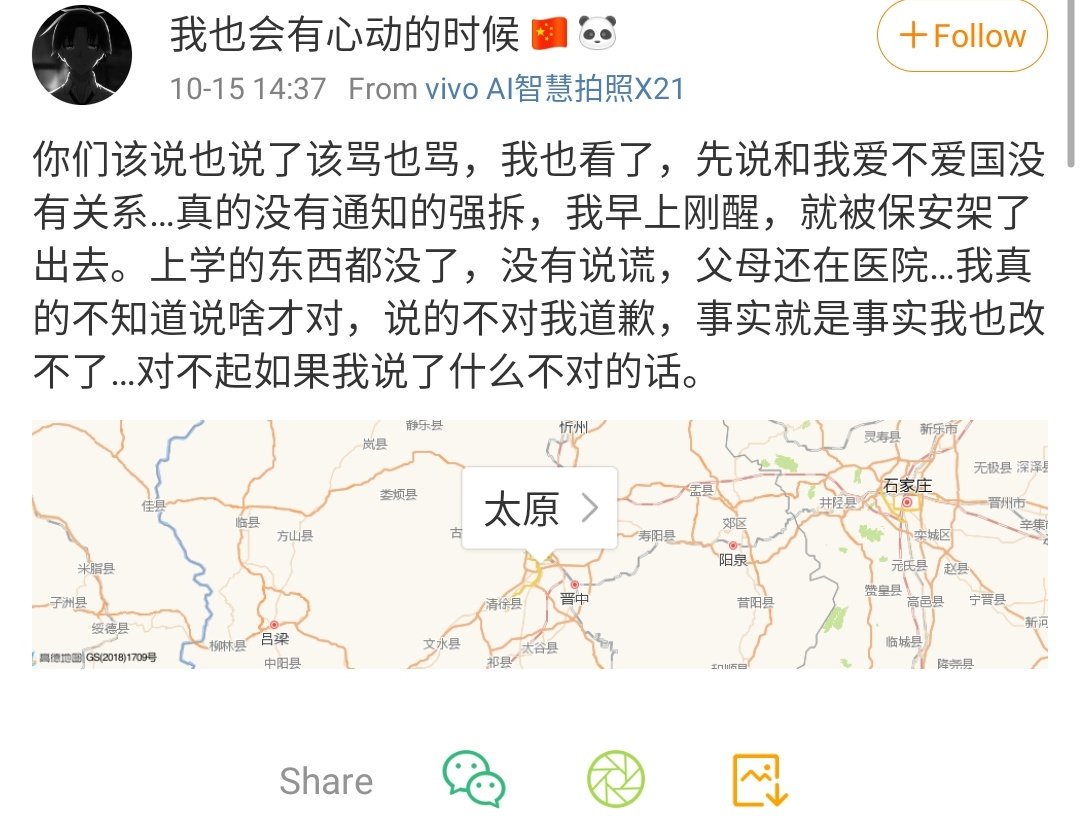 我也会有心动的时候🇨🇳🐼
+Follow
10-15 14:37 From vivo AI智慧拍照X21
你们该说也说了该骂也骂，我也看了，先说和我爱不爱国没
有关系…真的没有通知的强拆，我早上刚醒，就被保安架了
出去。上学的东西都没了，没有说谎，父母还在医院…我真
的不知道说啥才对，说的不对我道歉，事实就是事实我也改
不了…对不起如果我说了什么不对的话。
静乐县
忻州
新乐市
岚县
灵寿县
无极县
深泽县
娄烦县
太原
盂县
石家庄
佳县
井陉县
晋州市
临县
郊区
辛集
方山县
古
寿阳县
栾城区
阳泉
米脂县
元氏县
赵县
晋中
子洲县
清徐县
昔阳县
赞皇县
高邑县
宁晋县
绥德县
吕梁
新河
柳林县
文水县
太谷县
临城县
高德地图 GS(2018)1709号
中阳县
祁县
和顺县
隆尧县
Share